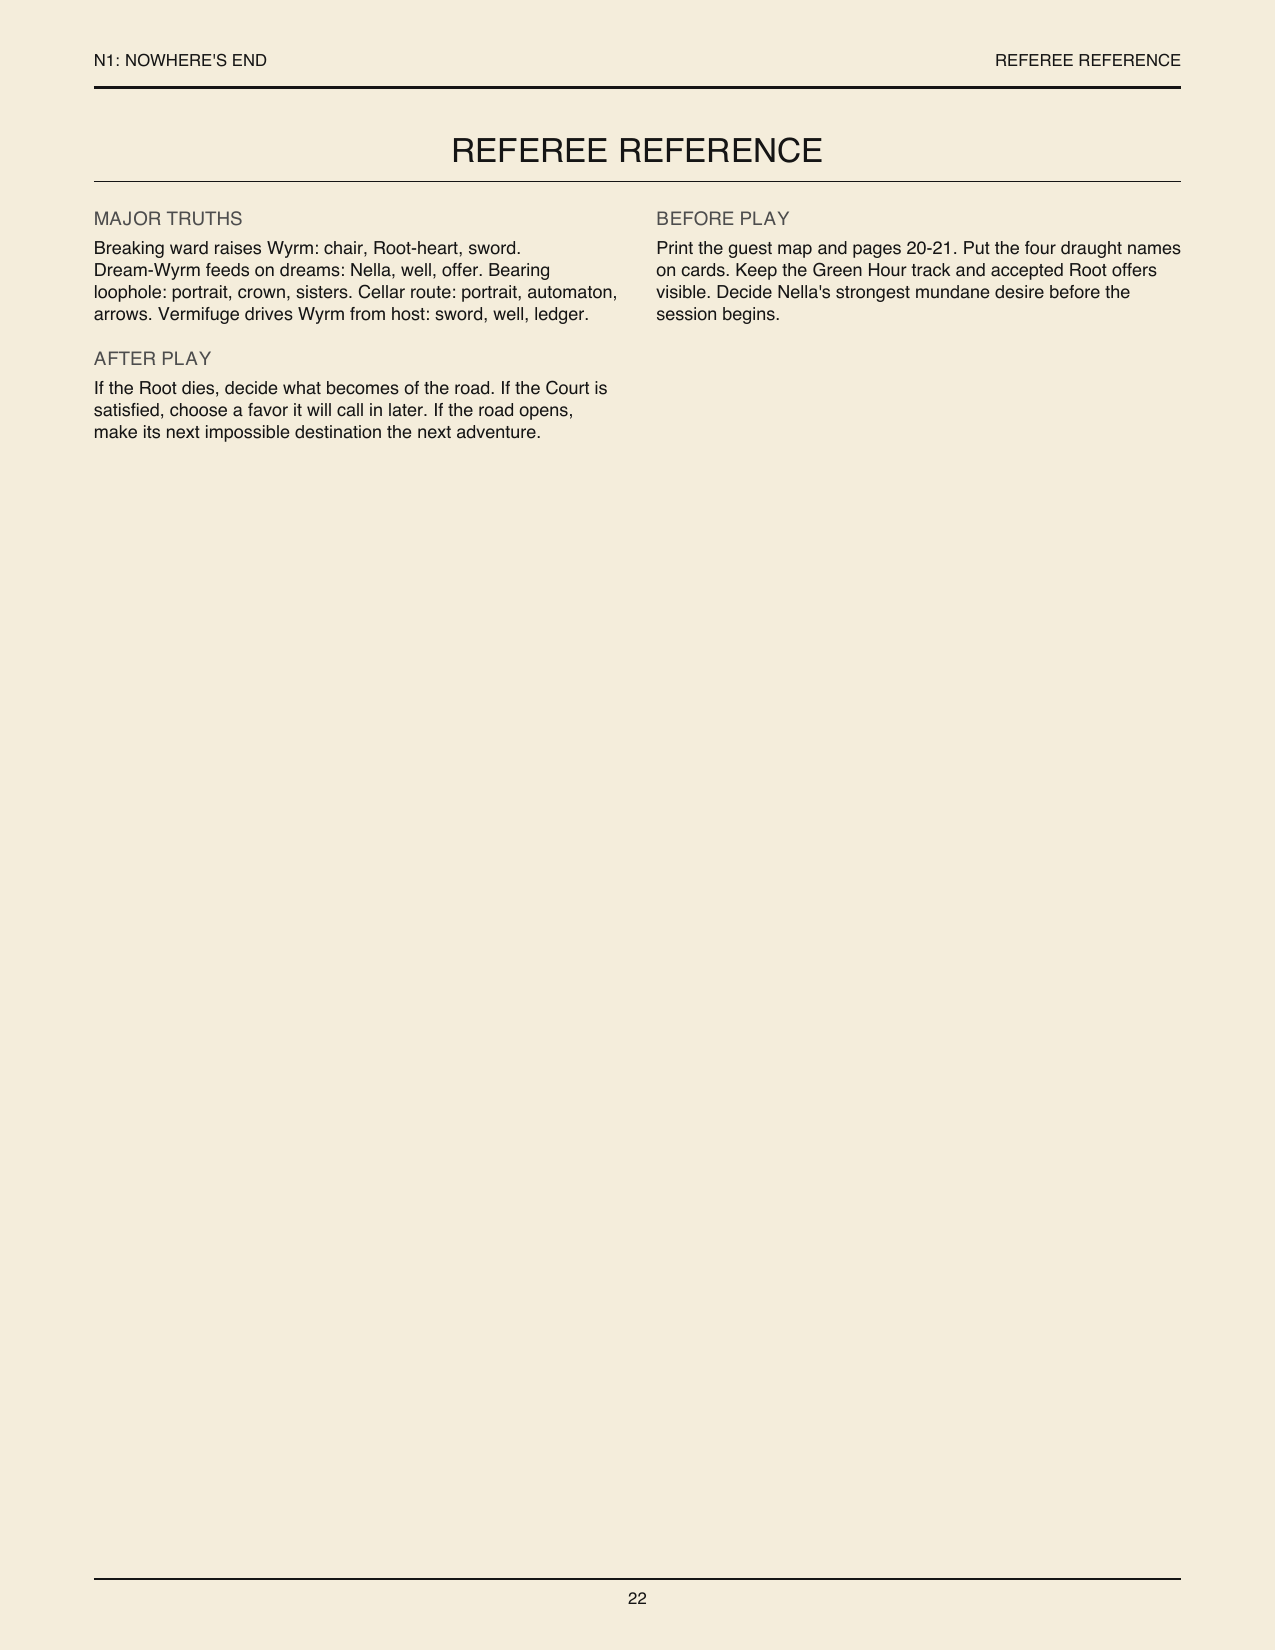 N1: NOWHERE'S END
REFEREE REFERENCE
REFEREE REFERENCE
MAJOR TRUTHS
Breaking ward raises Wyrm: chair, Root-heart, sword.
Dream-Wyrm feeds on dreams: Nella, well, offer. Bearing
loophole: portrait, crown, sisters. Cellar route: portrait, automaton,
arrows. Vermifuge drives Wyrm from host: sword, well, ledger.
BEFORE PLAY
Print the guest map and pages 20-21. Put the four draught names
on cards. Keep the Green Hour track and accepted Root offers
visible. Decide Nella's strongest mundane desire before the
session begins.
AFTER PLAY
If the Root dies, decide what becomes of the road. If the Court is
satisfied, choose a favor it will call in later. If the road opens,
make its next impossible destination the next adventure.
22